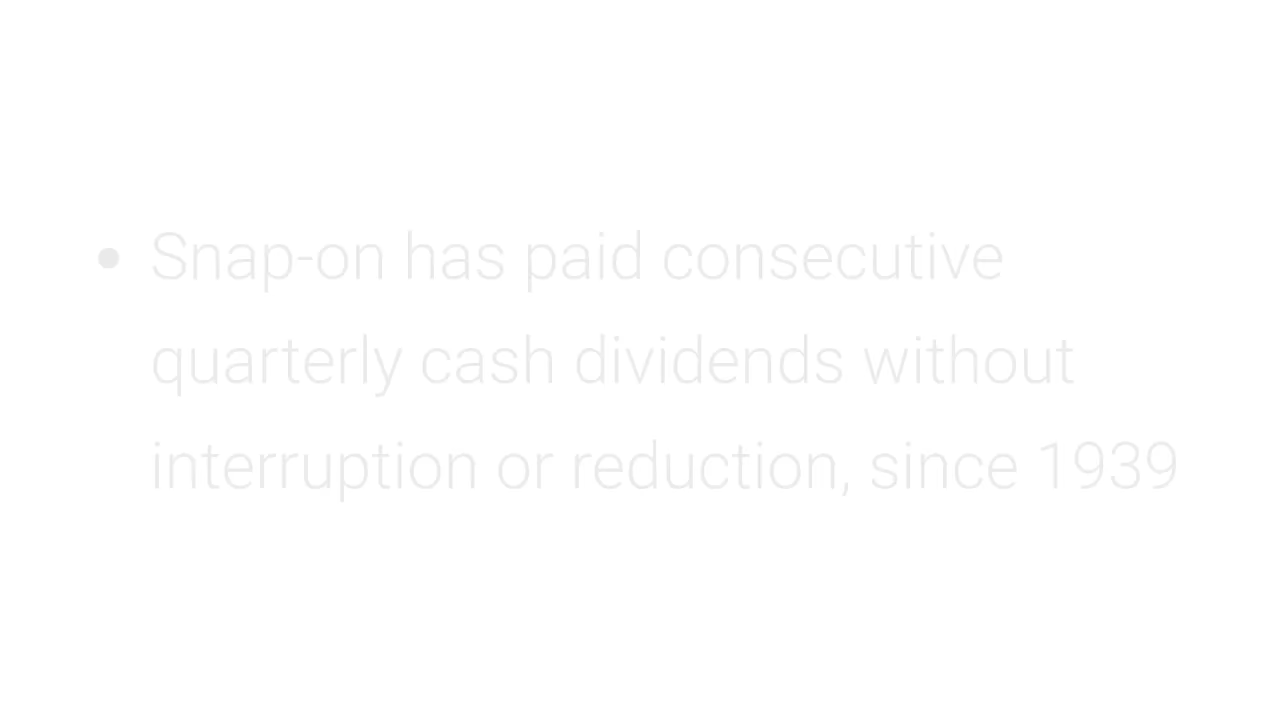 • Snap-on has paid consecutive
quarterly cash dividends without
interruption or reduction, since 1939